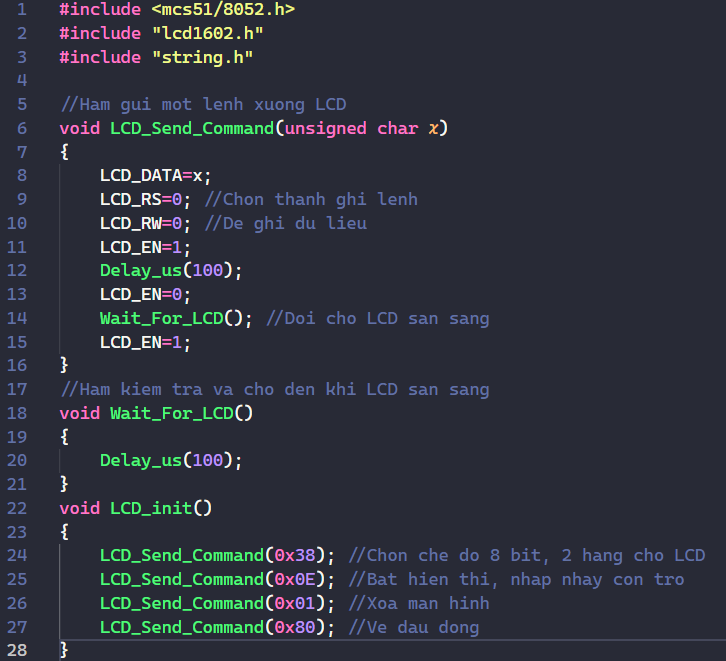 1 #include <mcs51/8052.h>
2 #include "lcd1602.h"
3 #include "string.h"
4
5 //Ham gui mot lenh xuong LCD
6 void LCD_Send_Command(unsigned char x)
7 {
8 LCD_DATA=x;
9 LCD_RS=0; //Chon thanh ghi lenh
10 LCD_RW=0; //De ghi du lieu
11 LCD_EN=1;
12 Delay_us(100);
13 LCD_EN=0;
14 Wait_For_LCD(); //Doi cho LCD san sang
15 LCD_EN=1;
16 }
17 //Ham kiem tra va cho den khi LCD san sang
18 void Wait_For_LCD()
19 {
20 Delay_us(100);
21 }
22 void LCD_init()
23 {
24 LCD_Send_Command(0x38); //Chon che do 8 bit, 2 hang cho LCD
25 LCD_Send_Command(0x0E); //Bat hien thi, nhap nhay con tro
26 LCD_Send_Command(0x01); //Xoa man hinh
27 LCD_Send_Command(0x80); //Ve dau dong
28 }